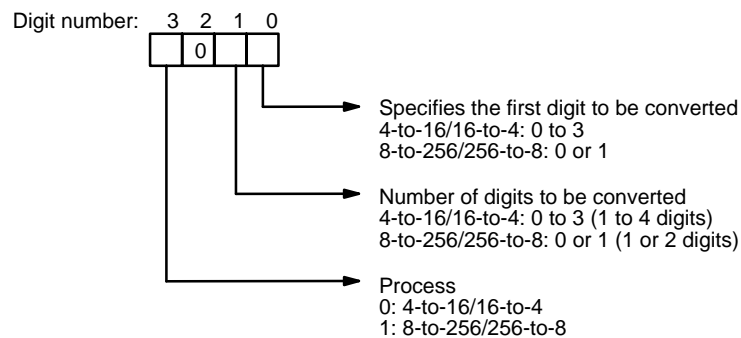 Digit number: 3 2 1 0
0
Specifies the first digit to be converted
4-to-16/16-to-4: 0 to 3
8-to-256/256-to-8: 0 or 1
Number of digits to be converted
4-to-16/16-to-4: 0 to 3 (1 to 4 digits)
8-to-256/256-to-8: 0 or 1 (1 or 2 digits)
Process
0: 4-to-16/16-to-4
1: 8-to-256/256-to-8